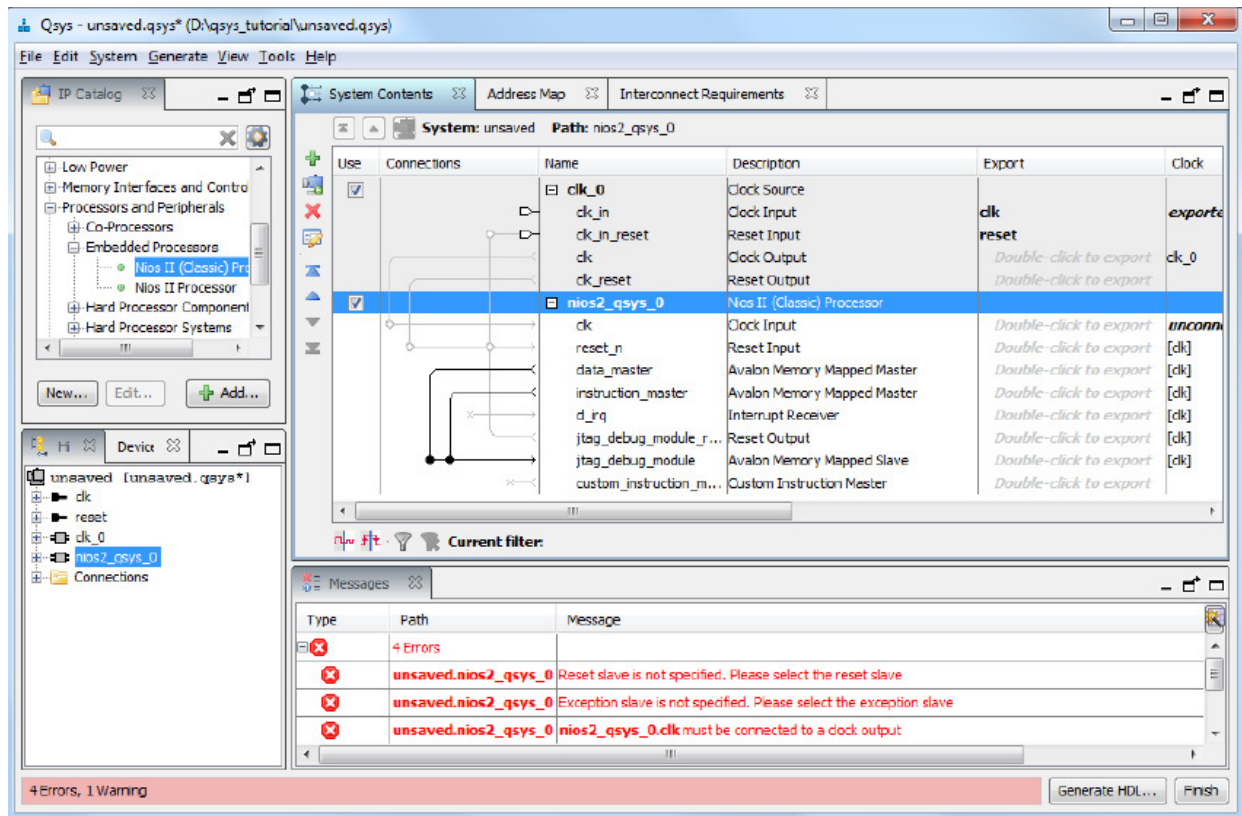 Qsys - unsaved.qsys* (D:\qsys_tutorial\unsaved.qsys)
File Edit System Generate View Tools Help
IP Catalog
Low Power
Memory Interfaces and Contro
Processors and Peripherals
Co-Processors
Embedded Processors
Nios II (Classic) Pro
Nios II Processor
Hard Processor Component
Hard Processor Systems
New... Edit... Add...
Hi Device
unsaved [unsaved.qsys*]
clk
reset
clk_0
nios2_qsys_0
Connections
System Contents Address Map Interconnect Requirements
System: unsaved Path: nios2_qsys_0
Use Connections Name Description Export Clock
clk_0 Clock Source
clk_in Clock Input clk exporte
clk_in_reset Reset Input reset
clk Clock Output Double-click to export clk_0
clk_reset Reset Output Double-click to export
nios2_qsys_0 Nios II (Classic) Processor
clk Clock Input Double-click to export unconn
reset_n Reset Input Double-click to export [clk]
data_master Avalon Memory Mapped Master Double-click to export [clk]
instruction_master Avalon Memory Mapped Master Double-click to export [clk]
d_irq Interrupt Receiver Double-click to export [clk]
jtag_debug_module_r... Reset Output Double-click to export [clk]
jtag_debug_module Avalon Memory Mapped Slave Double-click to export [clk]
custom_instruction_m... Custom Instruction Master Double-click to export
Current filter:
Messages
Type Path Message
4 Errors
unsaved.nios2_qsys_0 Reset slave is not specified. Please select the reset slave
unsaved.nios2_qsys_0 Exception slave is not specified. Please select the exception slave
unsaved.nios2_qsys_0 nios2_qsys_0.clk must be connected to a clock output
4 Errors, 1 Warning
Generate HDL... Finish